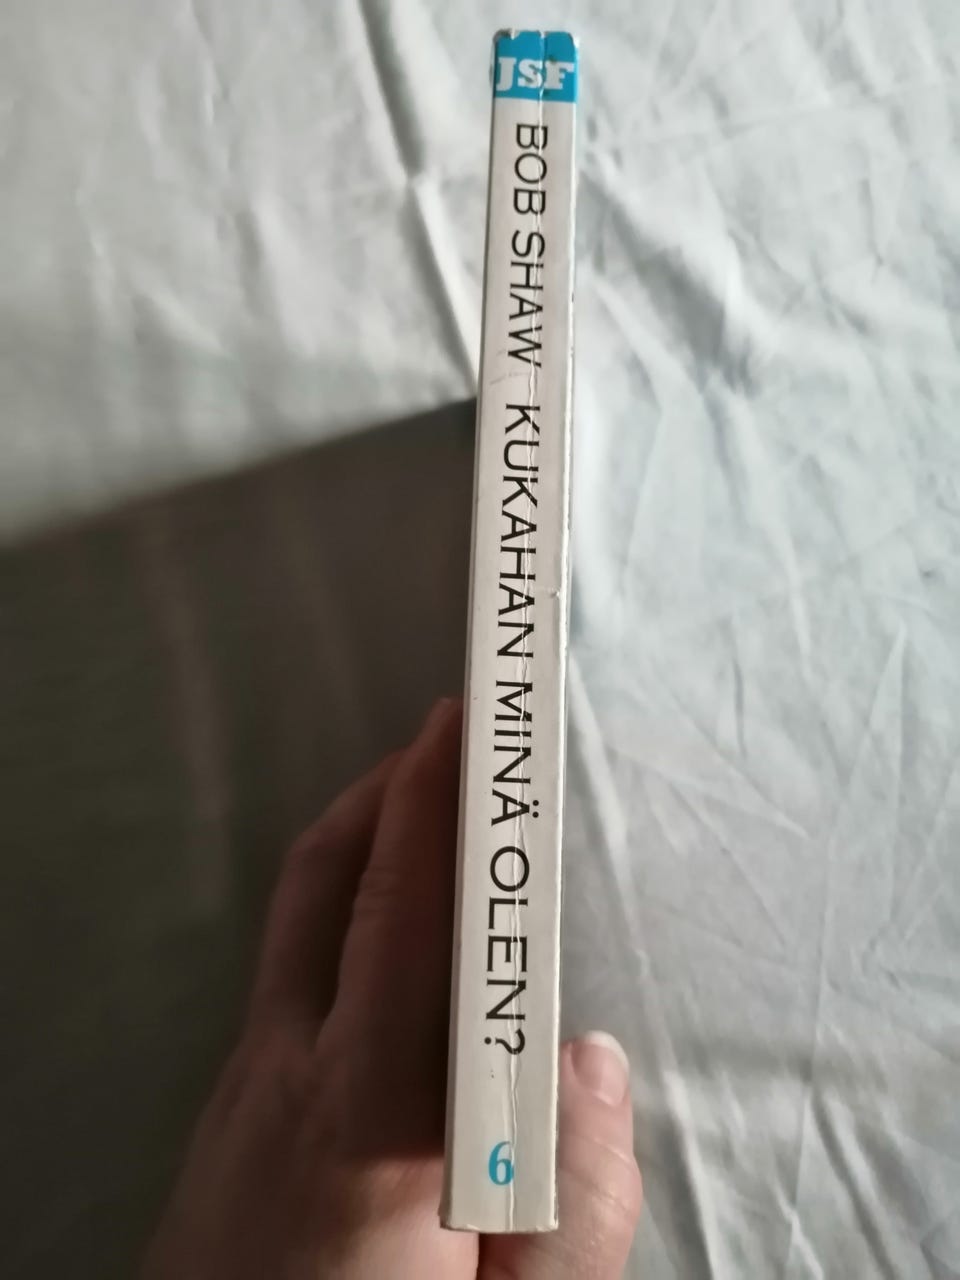 JSF
BOB SHAW KUKAHAN MINÄ OLEN?
6